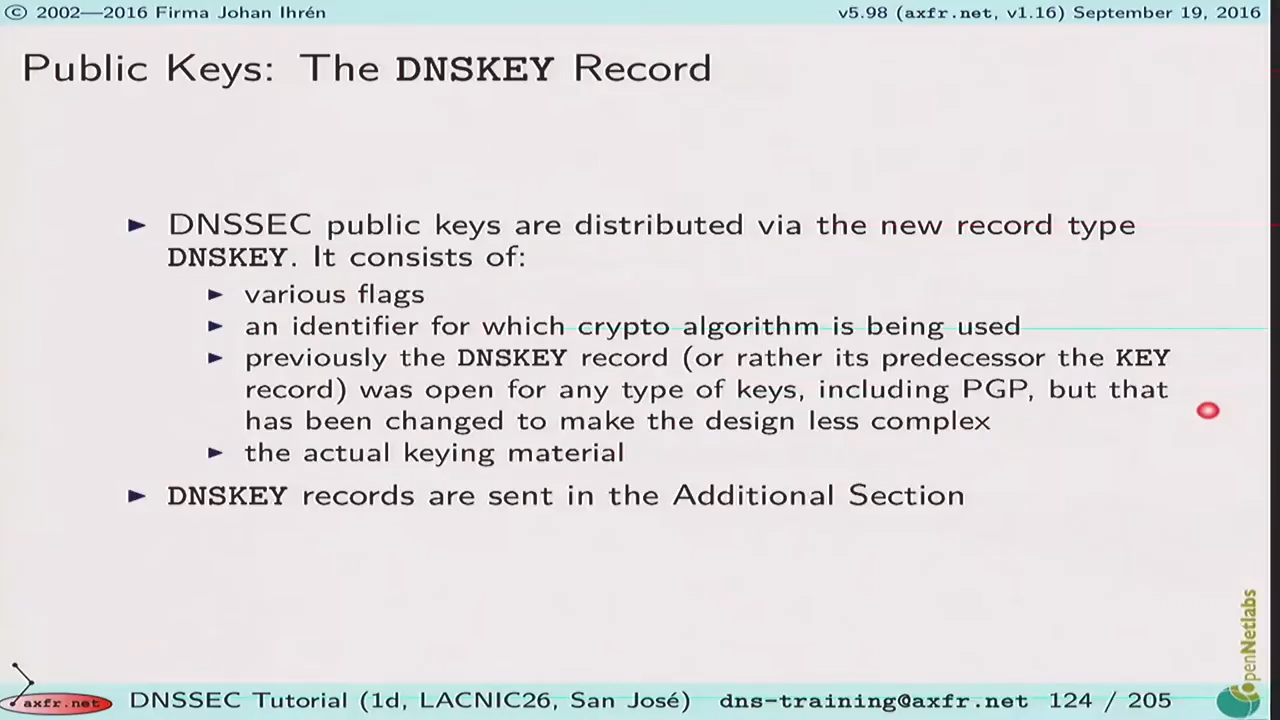 © 2002—2016 Firma Johan Ihrén
v5.98 (axfr.net, v1.16) September 19, 2016
Public Keys: The DNSKEY Record
► DNSSEC public keys are distributed via the new record type
DNSKEY. It consists of:
► various flags
► an identifier for which crypto algorithm is being used
► previously the DNSKEY record (or rather its predecessor the KEY
record) was open for any type of keys, including PGP, but that
has been changed to make the design less complex
► the actual keying material
► DNSKEY records are sent in the Additional Section
OpenNetlabs
axfr.net
DNSSEC Tutorial (1d, LACNIC26, San José) dns-training@axfr.net 124 / 205